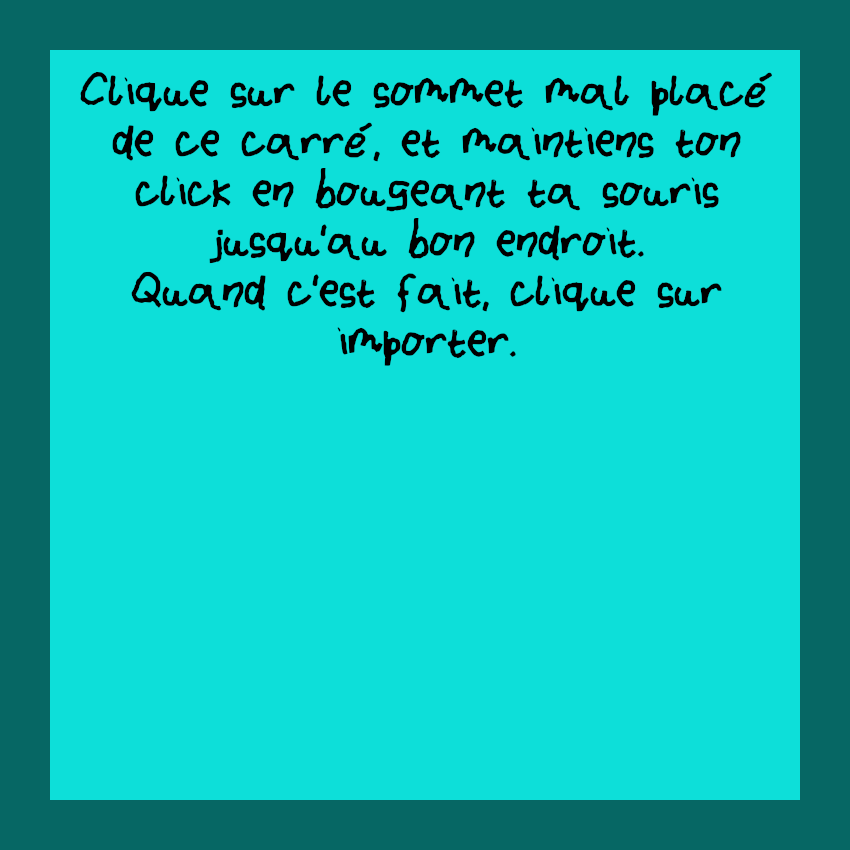 Clique sur le sommet mal placé
de ce carré, et maintiens ton
click en bougeant ta souris
jusqu'au bon endroit.
Quand c'est fait, clique sur
importer.